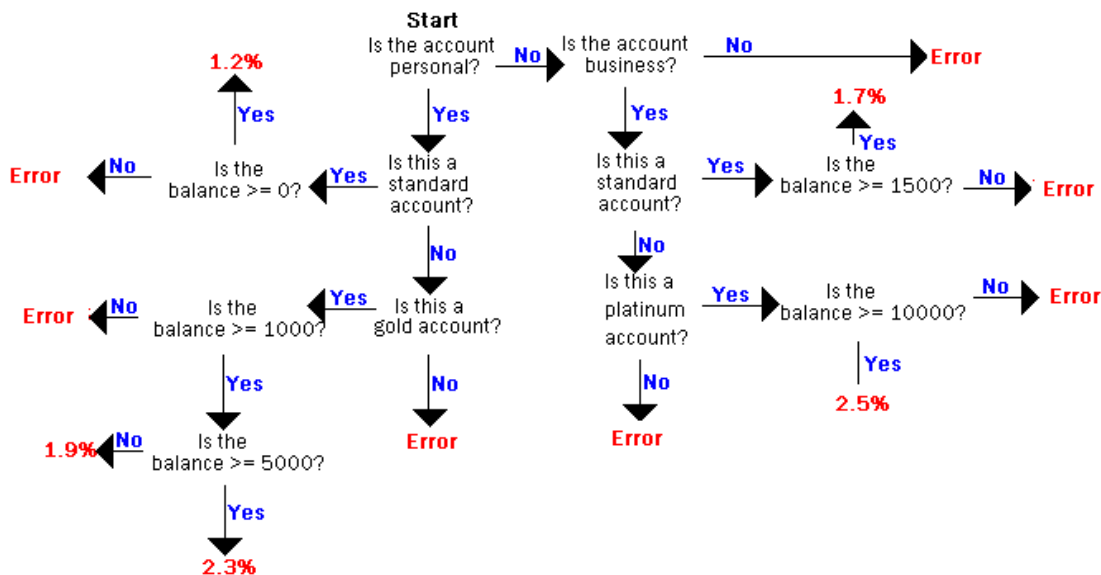 Start
Is the account
personal?
No
Is the account
business?
No
Error
1.2%
Yes
Yes
Yes
1.7%
Yes
Error
No
Is the
balance >= 0?
Yes
Is this a
standard
account?
Is this a
standard
account?
Yes
Is the
balance >= 1500?
No
Error
No
No
Error
No
Is the
balance >= 1000?
Yes
Is this a
gold account?
Is this a
platinum
account?
Yes
Is the
balance >= 10000?
No
Error
Yes
No
No
Yes
2.5%
1.9%
No
Is the
balance >= 5000?
Error
Error
Yes
2.3%